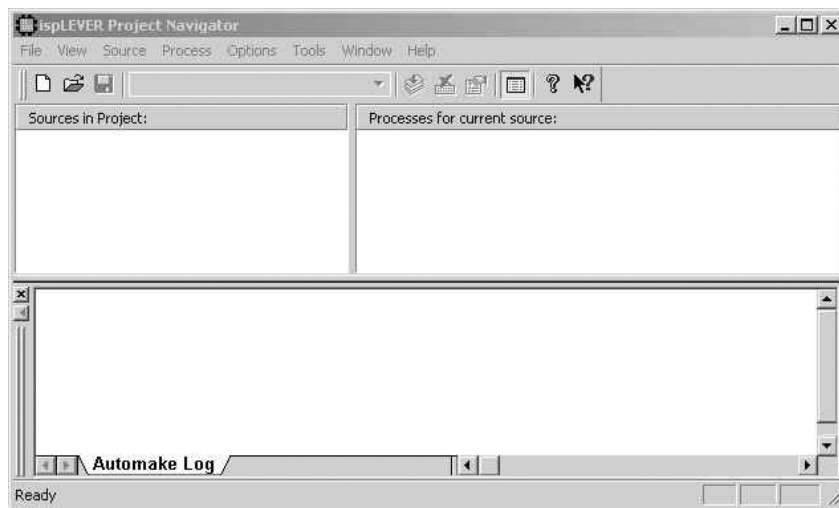 ispLEVER Project Navigator
File View Source Process Options Tools Window Help
Sources in Project:
Processes for current source:
Automake Log
Ready